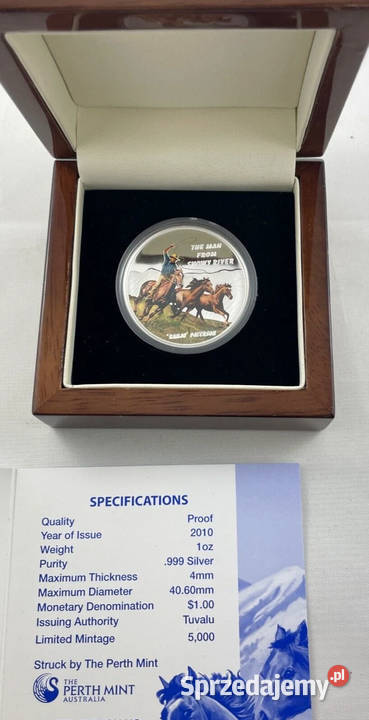 Sprzedajemy.pl
THE MAN
FROM
SNOWY RIVER
'BANJO' PATERSON
SPECIFICATIONS
Quality Proof
Year of Issue 2010
Weight 1oz
Purity .999 Silver
Maximum Thickness 4mm
Maximum Diameter 40.60mm
Monetary Denomination $1.00
Issuing Authority Tuvalu
Limited Mintage 5,000
Struck by The Perth Mint
THE
PERTH MINT
AUSTRALIA
Sprzedajemy.pl